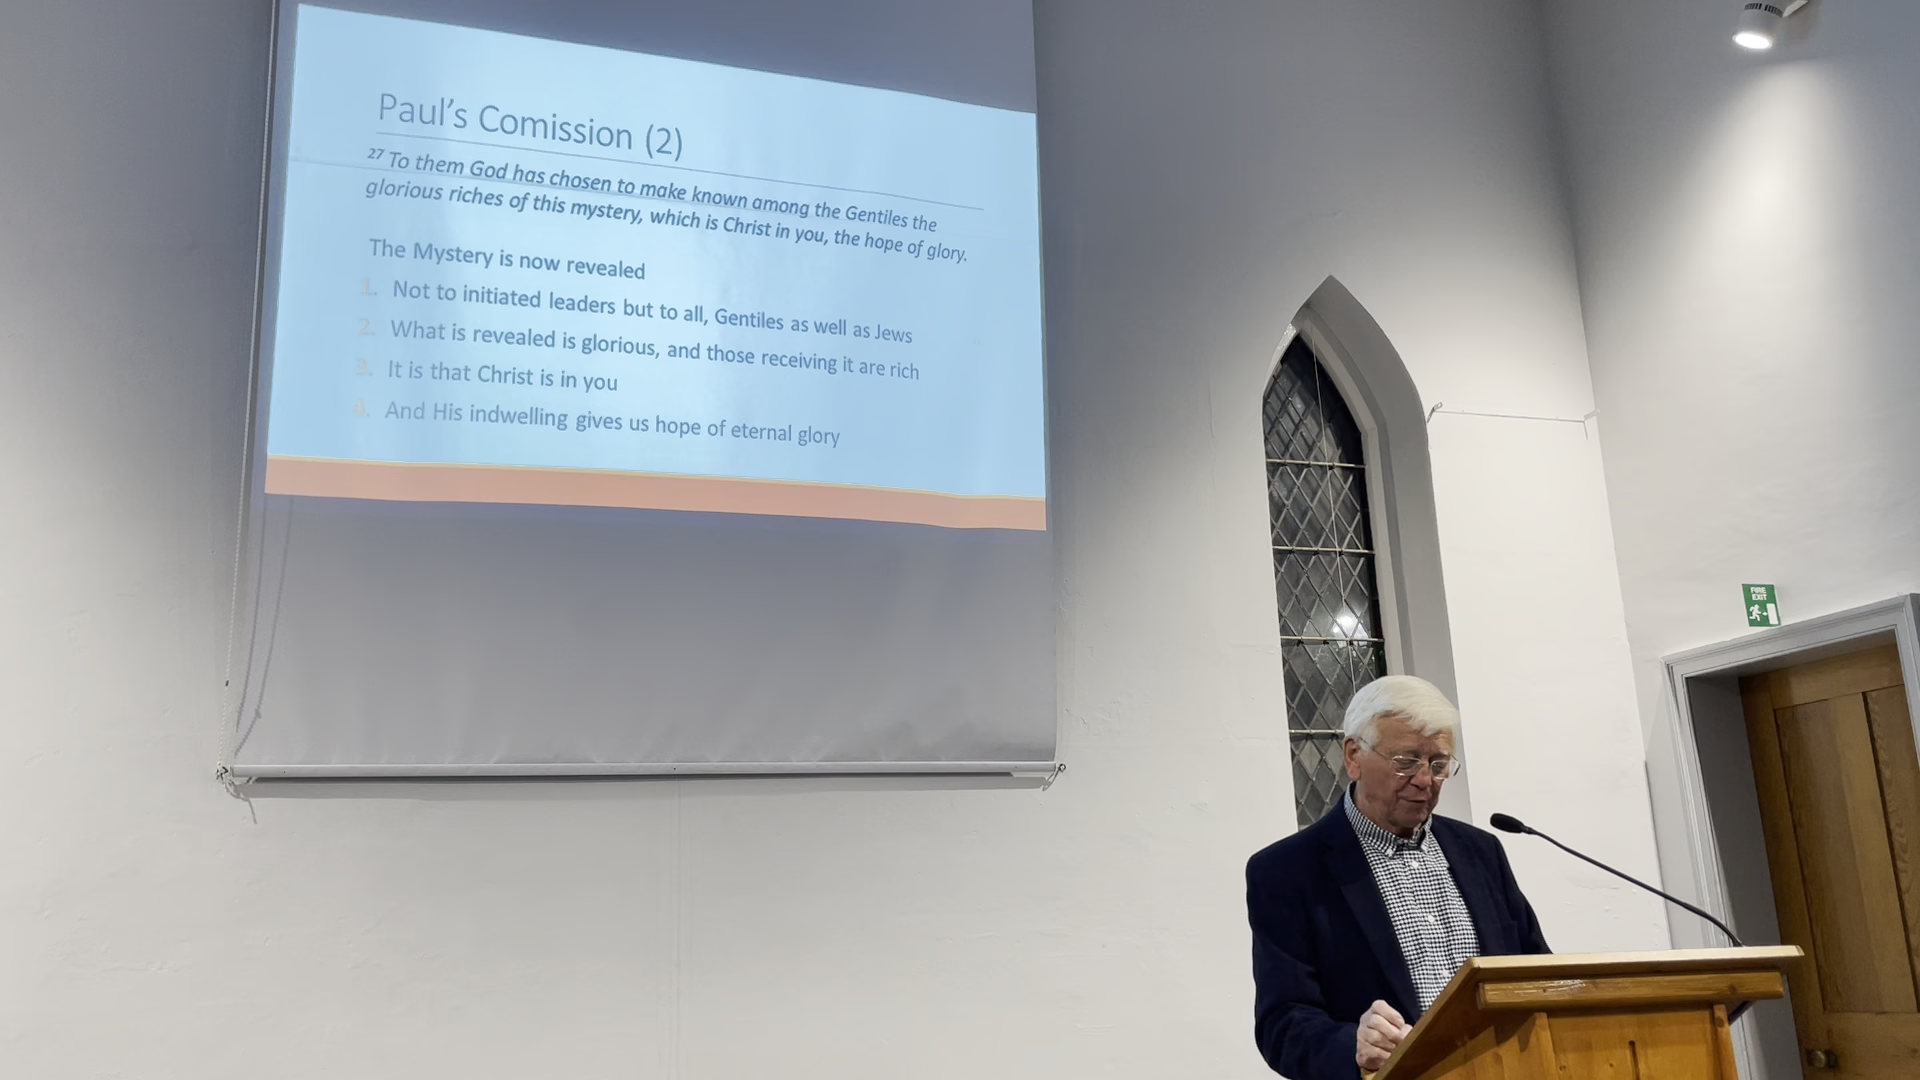 Paul's Comission (2)
27 To them God has chosen to make known among the Gentiles the
glorious riches of this mystery, which is Christ in you, the hope of glory.
The Mystery is now revealed
1. Not to initiated leaders but to all, Gentiles as well as Jews
2. What is revealed is glorious, and those receiving it are rich
3. It is that Christ is in you
4. And His indwelling gives us hope of eternal glory
FIRE
EXIT